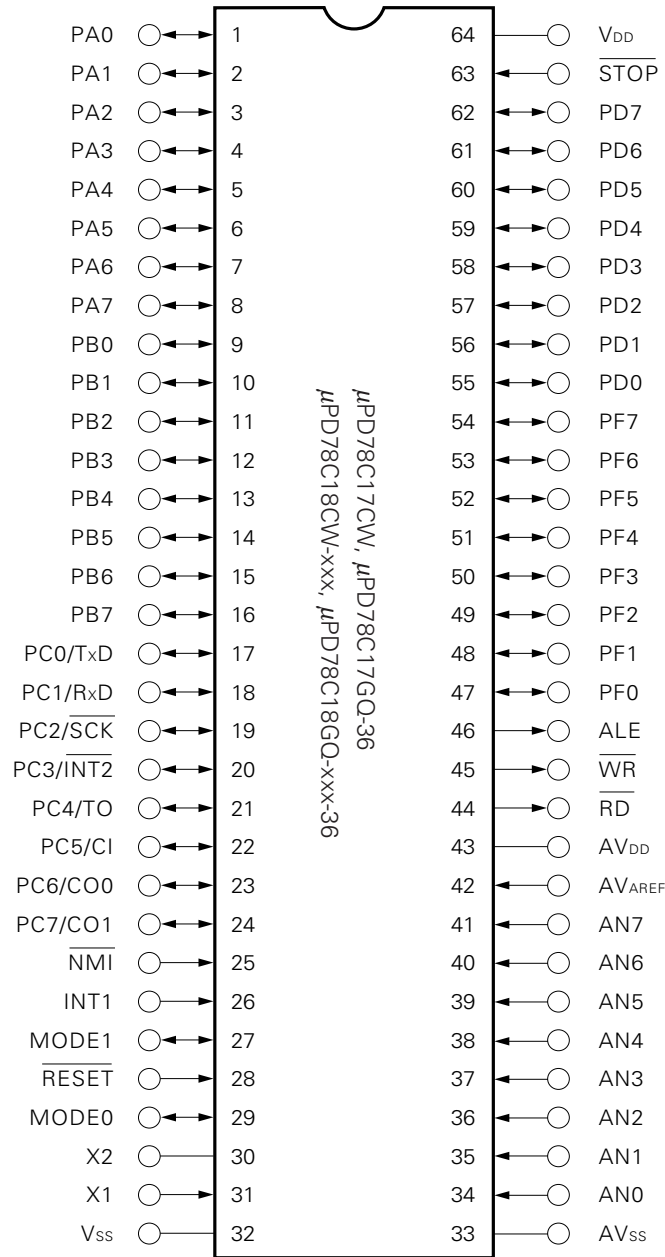 PA0 1 64 VDD
PA1 2 63 STOP
PA2 3 62 PD7
PA3 4 61 PD6
PA4 5 60 PD5
PA5 6 59 PD4
PA6 7 58 PD3
PA7 8 57 PD2
PB0 9 56 PD1
PB1 10 55 PD0
PB2 11 54 PF7
PB3 12 53 PF6
PB4 13 52 PF5
PB5 14 51 PF4
PB6 15 50 PF3
PB7 16 49 PF2
PC0/TxD 17 48 PF1
PC1/RxD 18 47 PF0
PC2/SCK 19 46 ALE
PC3/INT2 20 45 WR
PC4/TO 21 44 RD
PC5/CI 22 43 AVDD
PC6/CO0 23 42 AVAREF
PC7/CO1 24 41 AN7
NMI 25 40 AN6
INT1 26 39 AN5
MODE1 27 38 AN4
RESET 28 37 AN3
MODE0 29 36 AN2
X2 30 35 AN1
X1 31 34 AN0
VSS 32 33 AVSS
μPD78C17CW, μPD78C17GQ-36
μPD78C18CW-xxx, μPD78C18GQ-xxx-36